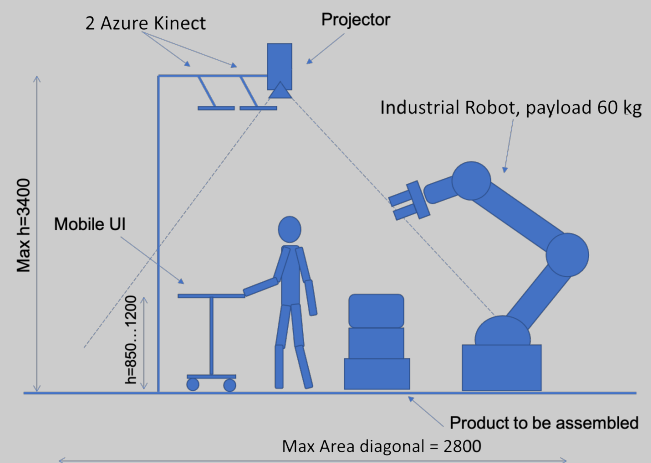 2 Azure Kinect
Projector
Industrial Robot, payload 60 kg
Max h=3400
Mobile UI
h=850...1200
Product to be assembled
Max Area diagonal = 2800